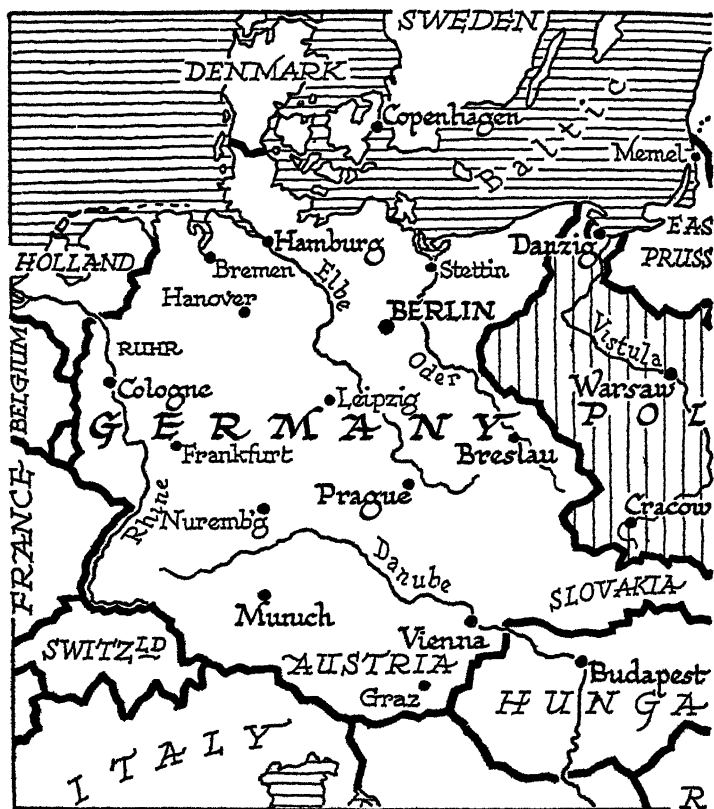 SWEDEN
DENMARK
Copenhagen
Baltic
Memel
EAS
PRUSS
Danzig
HOLLAND
Hamburg
Bremen
Elbe
Stettin
Hanover
BERLIN
Vistula
RUHR
Oder
BELGIUM
Cologne
Leipzig
Warsaw
GERMANY
POL
Frankfurt
Breslau
Prague
FRANCE
Rhine
Nuremb'g
Cracow
Danube
SLOVAKIA
Munich
Vienna
SWITZLD
AUSTRIA
Budapest
Graz
HUNGA
ITALY
R